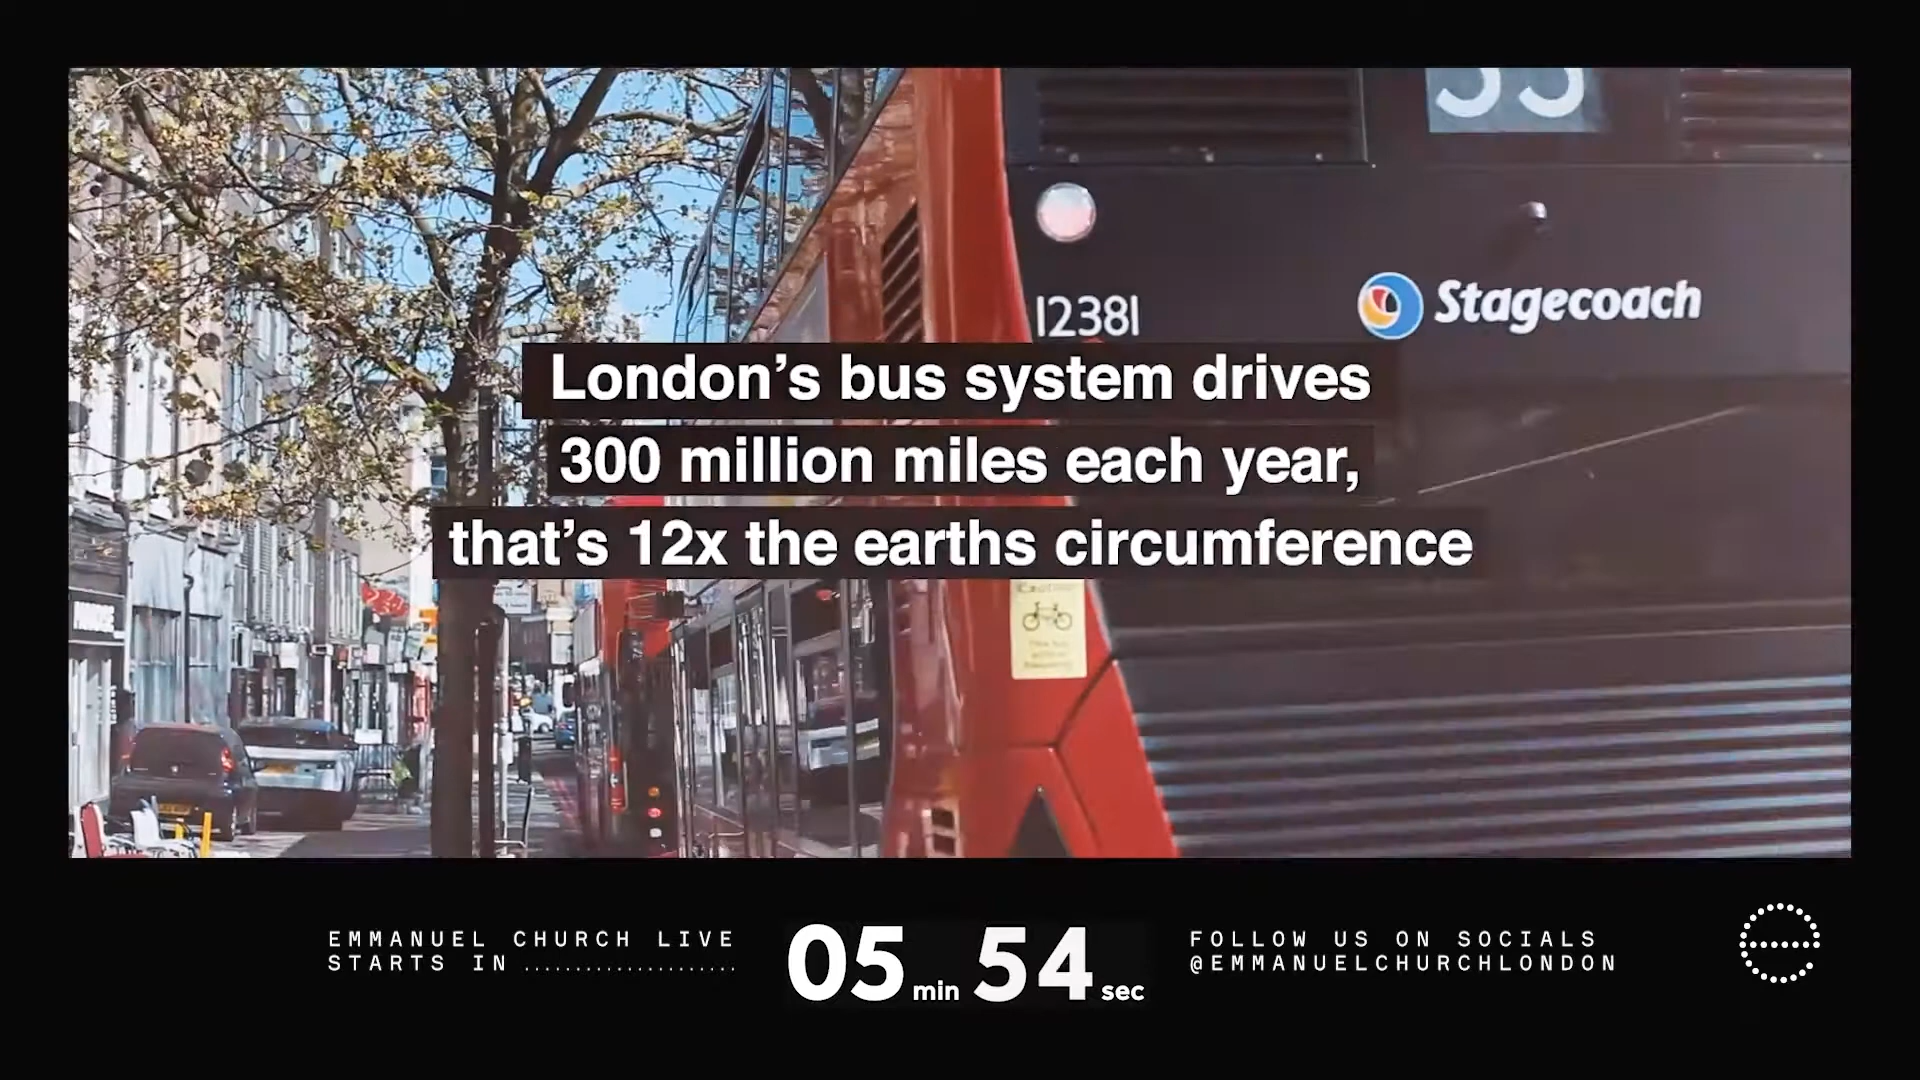 12381
Stagecoach
London’s bus system drives
300 million miles each year,
that’s 12x the earths circumference
Caution
EMMANUEL CHURCH LIVE
STARTS IN .....................
05 min 54 sec
FOLLOW US ON SOCIALS
@EMMANUELCHURCHLONDON